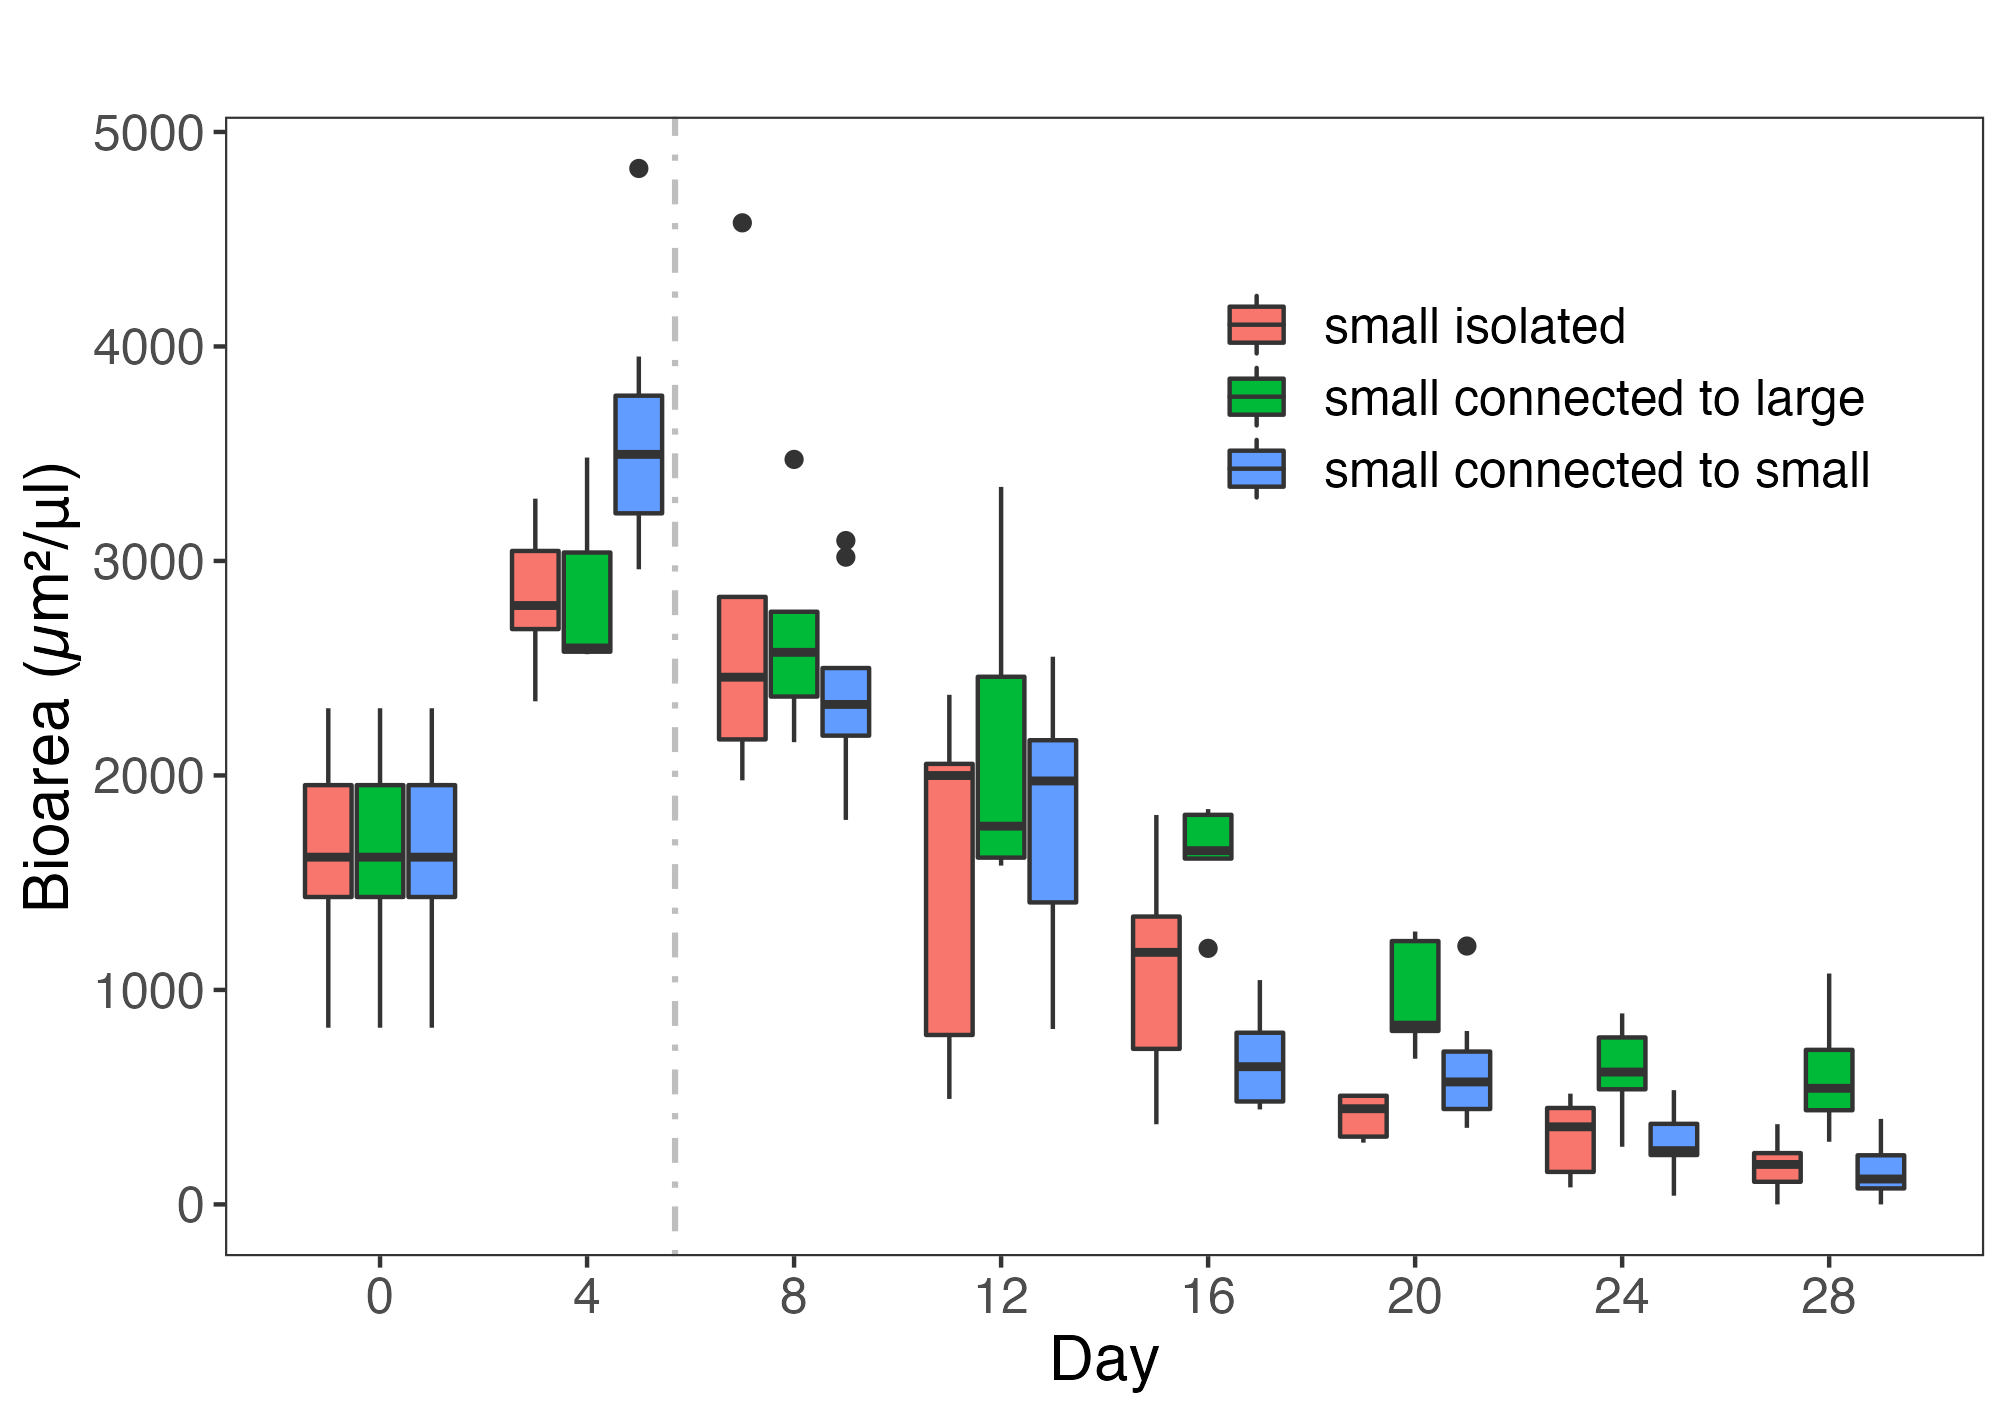 5000
4000
3000
2000
1000
0
Bioarea (µm²/µl)
small isolated
small connected to large
small connected to small
0 4 8 12 16 20 24 28
Day